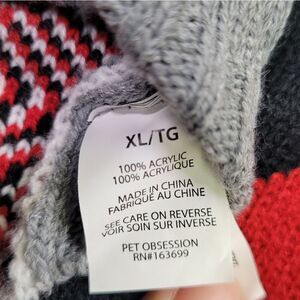 XL/TG
100% ACRYLIC
100% ACRYLIQUE
MADE IN CHINA
FABRIQUÉ AU CHINE
SEE CARE ON REVERSE
VOIR SOIN SUR L'INVERSE
PET OBSESSION
RN#163699